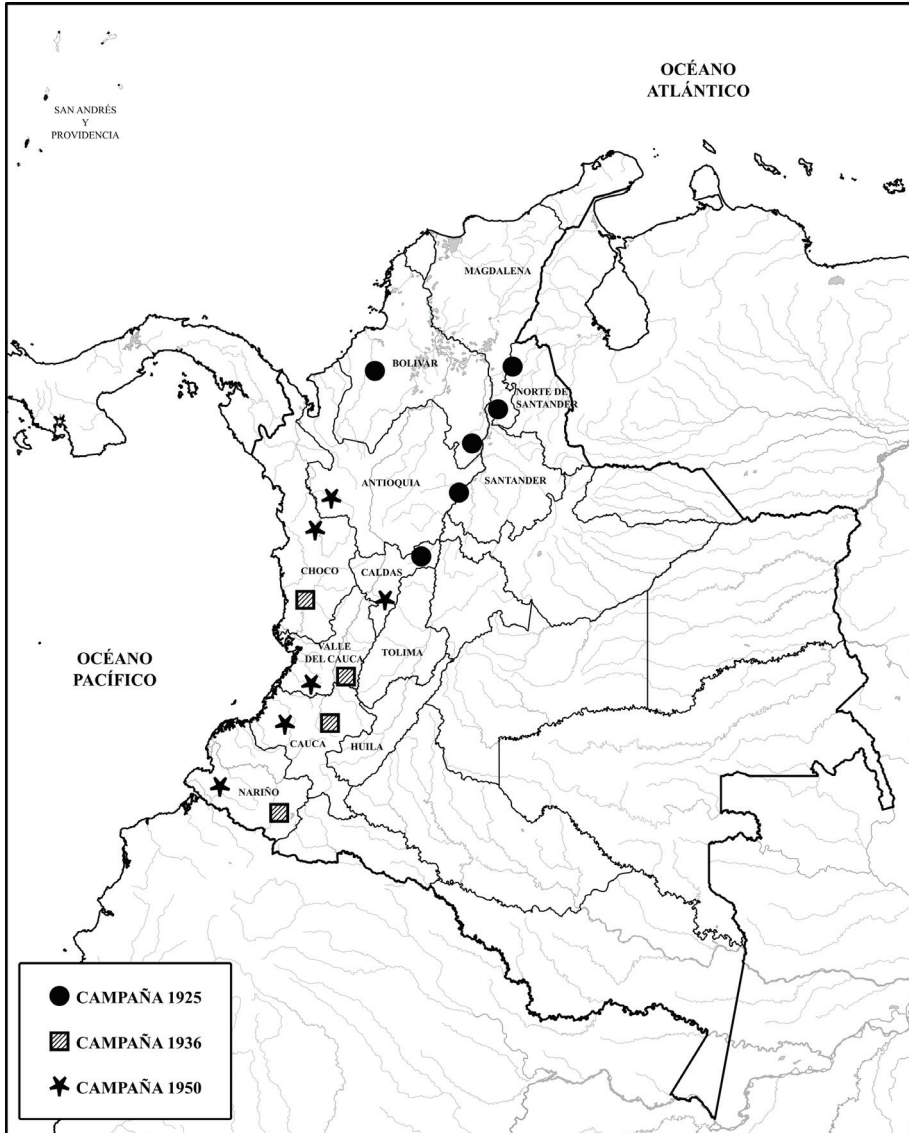 OCÉANO
ATLÁNTICO
SAN ANDRÉS
Y
PROVIDENCIA
MAGDALENA
BOLÍVAR
NORTE DE
SANTANDER
ANTIOQUIA
SANTANDER
CHOCO
CALDAS
OCÉANO
PACÍFICO
VALLE
DEL CAUCA
TOLIMA
CAUCA
HUILA
NARIÑO
CAMPAÑA 1925
CAMPAÑA 1936
CAMPAÑA 1950